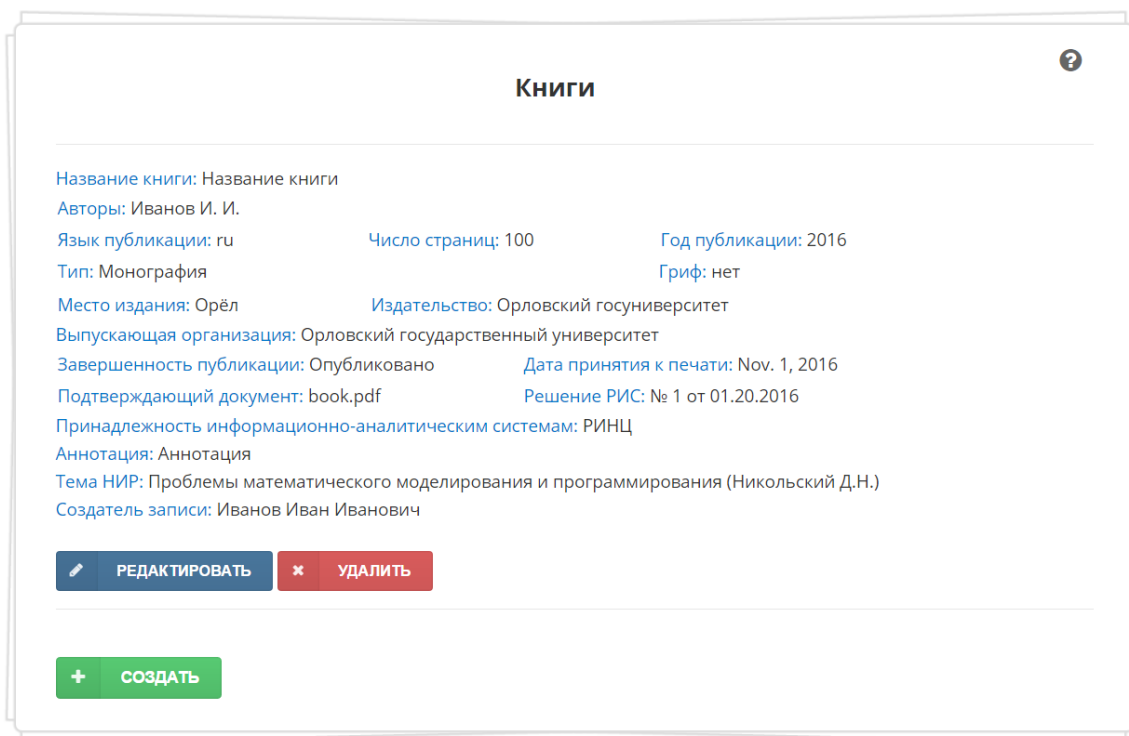 Книги
Название книги: Название книги
Авторы: Иванов И. И.
Язык публикации: ru Число страниц: 100 Год публикации: 2016
Тип: Монография Гриф: нет
Место издания: Орёл Издательство: Орловский госуниверситет
Выпускающая организация: Орловский государственный университет
Завершенность публикации: Опубликовано Дата принятия к печати: Nov. 1, 2016
Подтверждающий документ: book.pdf Решение РИС: № 1 от 01.20.2016
Принадлежность информационно-аналитическим системам: РИНЦ
Аннотация: Аннотация
Тема НИР: Проблемы математического моделирования и программирования (Никольский Д.Н.)
Создатель записи: Иванов Иван Иванович
РЕДАКТИРОВАТЬ УДАЛИТЬ
СОЗДАТЬ